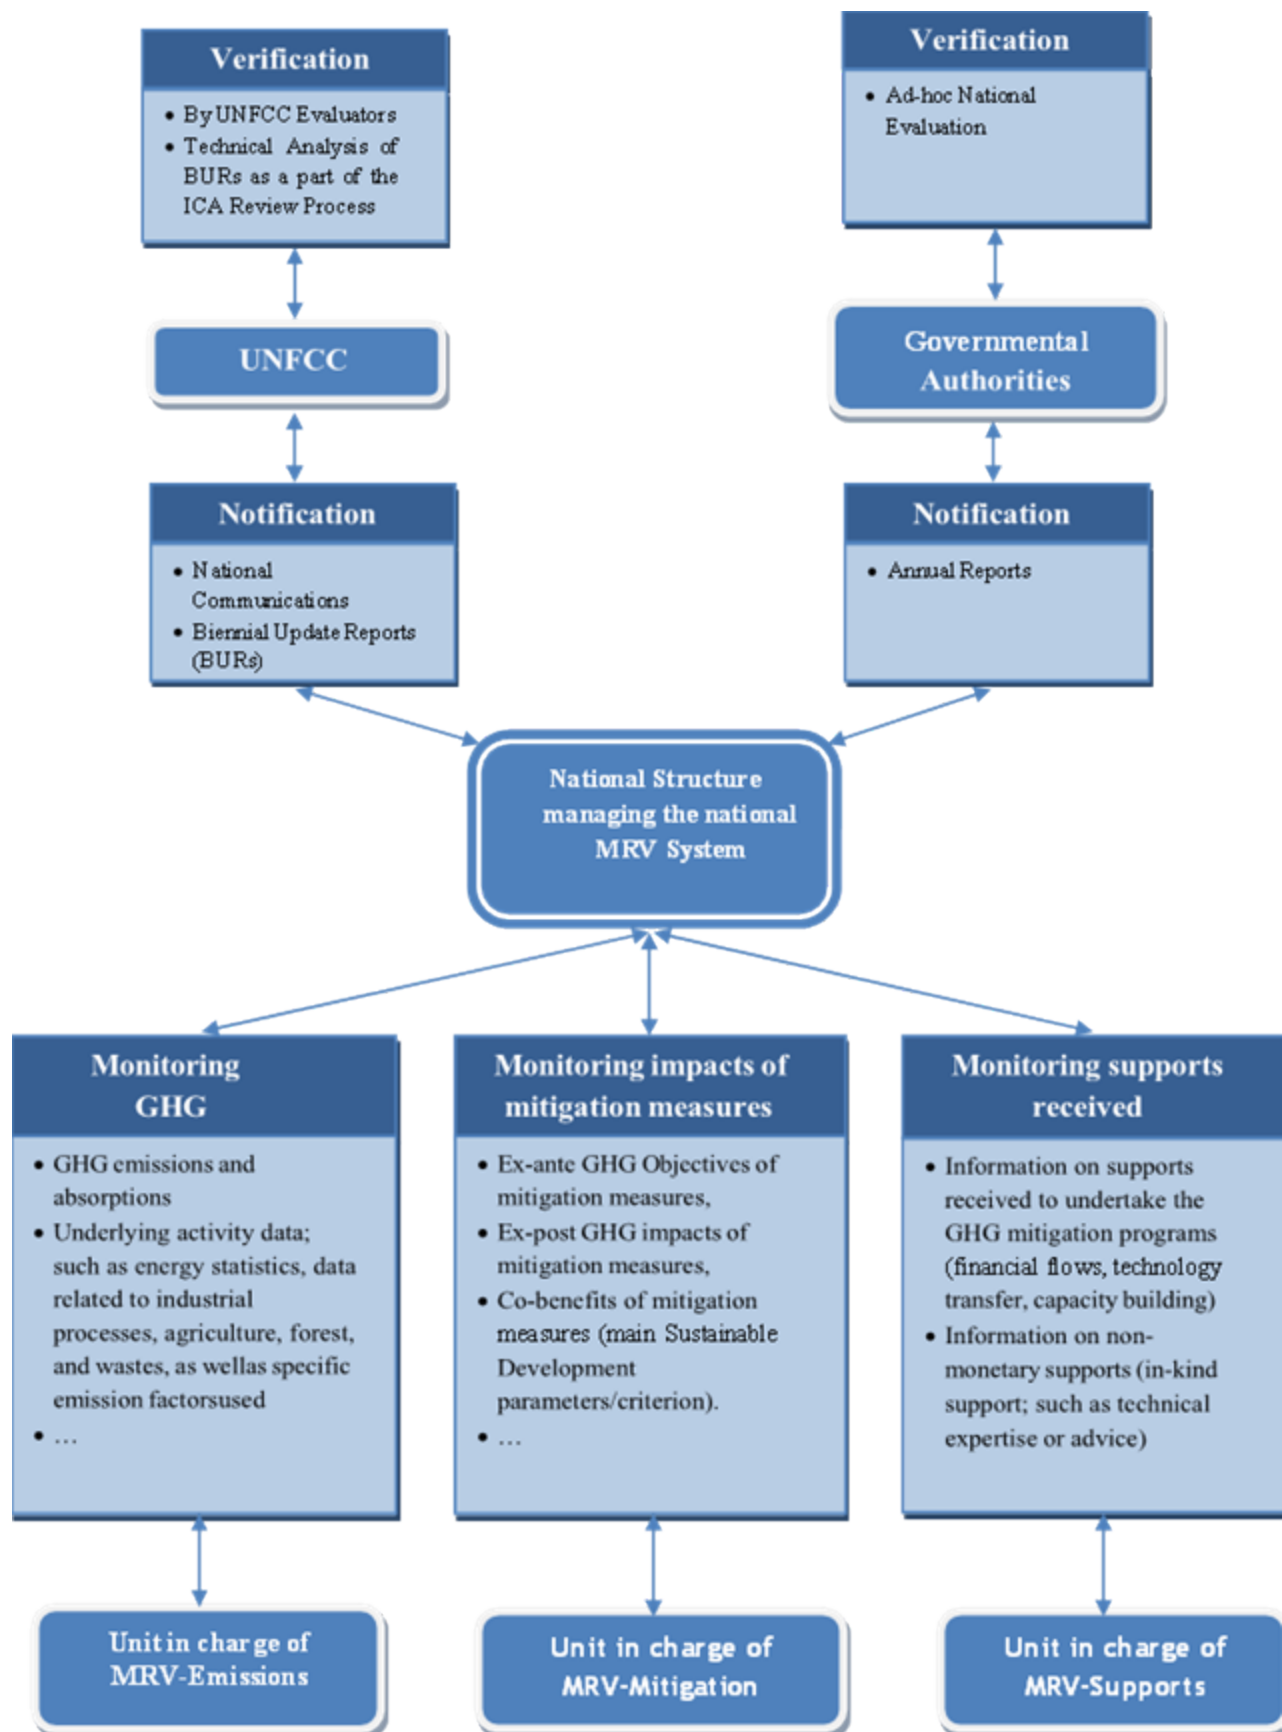 Verification
• By UNFCC Evaluators
• Technical Analysis of
BURs as a part of the
ICA Review Process
Verification
• Ad-hoc National
Evaluation
UNFCC
Governmental
Authorities
Notification
• National
Communications
• Biennial Update Reports
(BURs)
Notification
• Annual Reports
National Structure
managing the national
MRV System
Monitoring
GHG
• GHG emissions and
absorptions
• Underlying activity data;
such as energy statistics, data
related to industrial
processes, agriculture, forest,
and wastes, as wellas specific
emission factorsused
• …
Monitoring impacts of
mitigation measures
• Ex-ante GHG Objectives of
mitigation measures,
• Ex-post GHG impacts of
mitigation measures,
• Co-benefits of mitigation
measures (main Sustainable
Development
parameters/criterion).
• …
Monitoring supports
received
• Information on supports
received to undertake the
GHG mitigation programs
(financial flows, technology
transfer, capacity building)
• Information on non-
monetary supports (in-kind
support; such as technical
expertise or advice)
Unit in charge of
MRV-Emissions
Unit in charge of
MRV-Mitigation
Unit in charge of
MRV-Supports